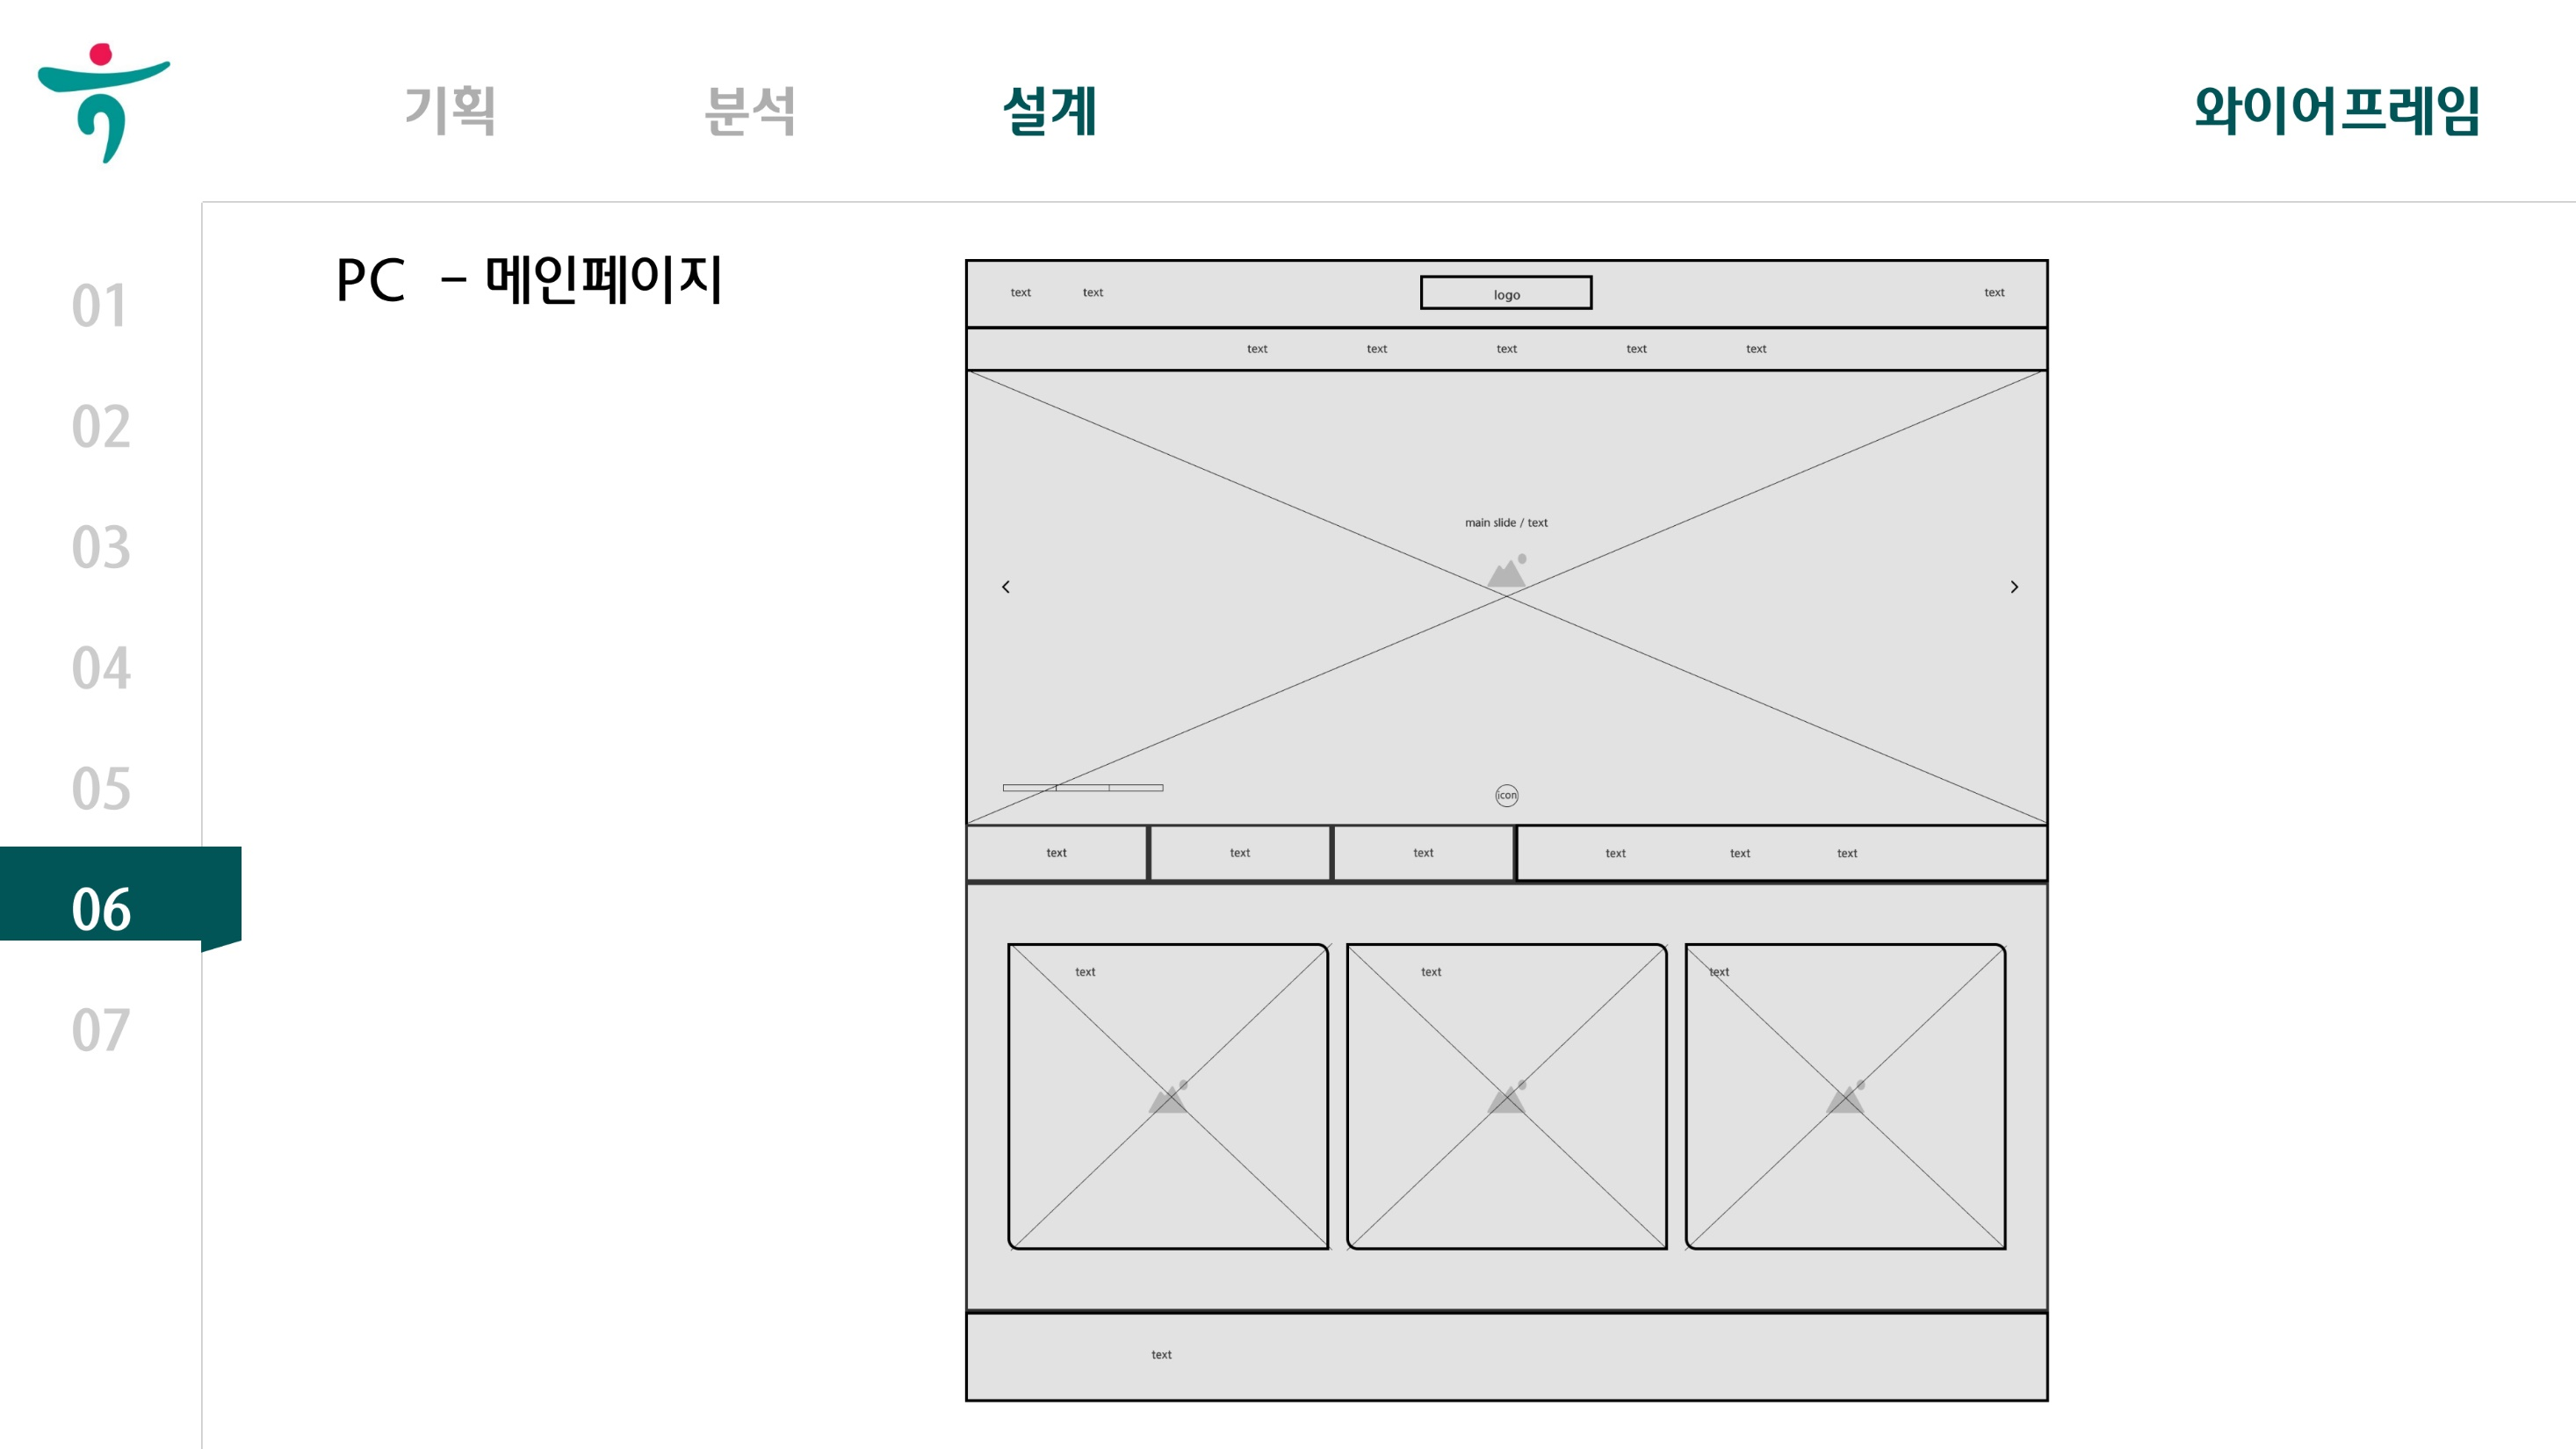 기획 분석 설계 와이어프레임
PC – 메인페이지
01
02
03
04
05
06
07
text text logo text
text text text text text
main slide / text
icon
text text text text text text
text text text
text